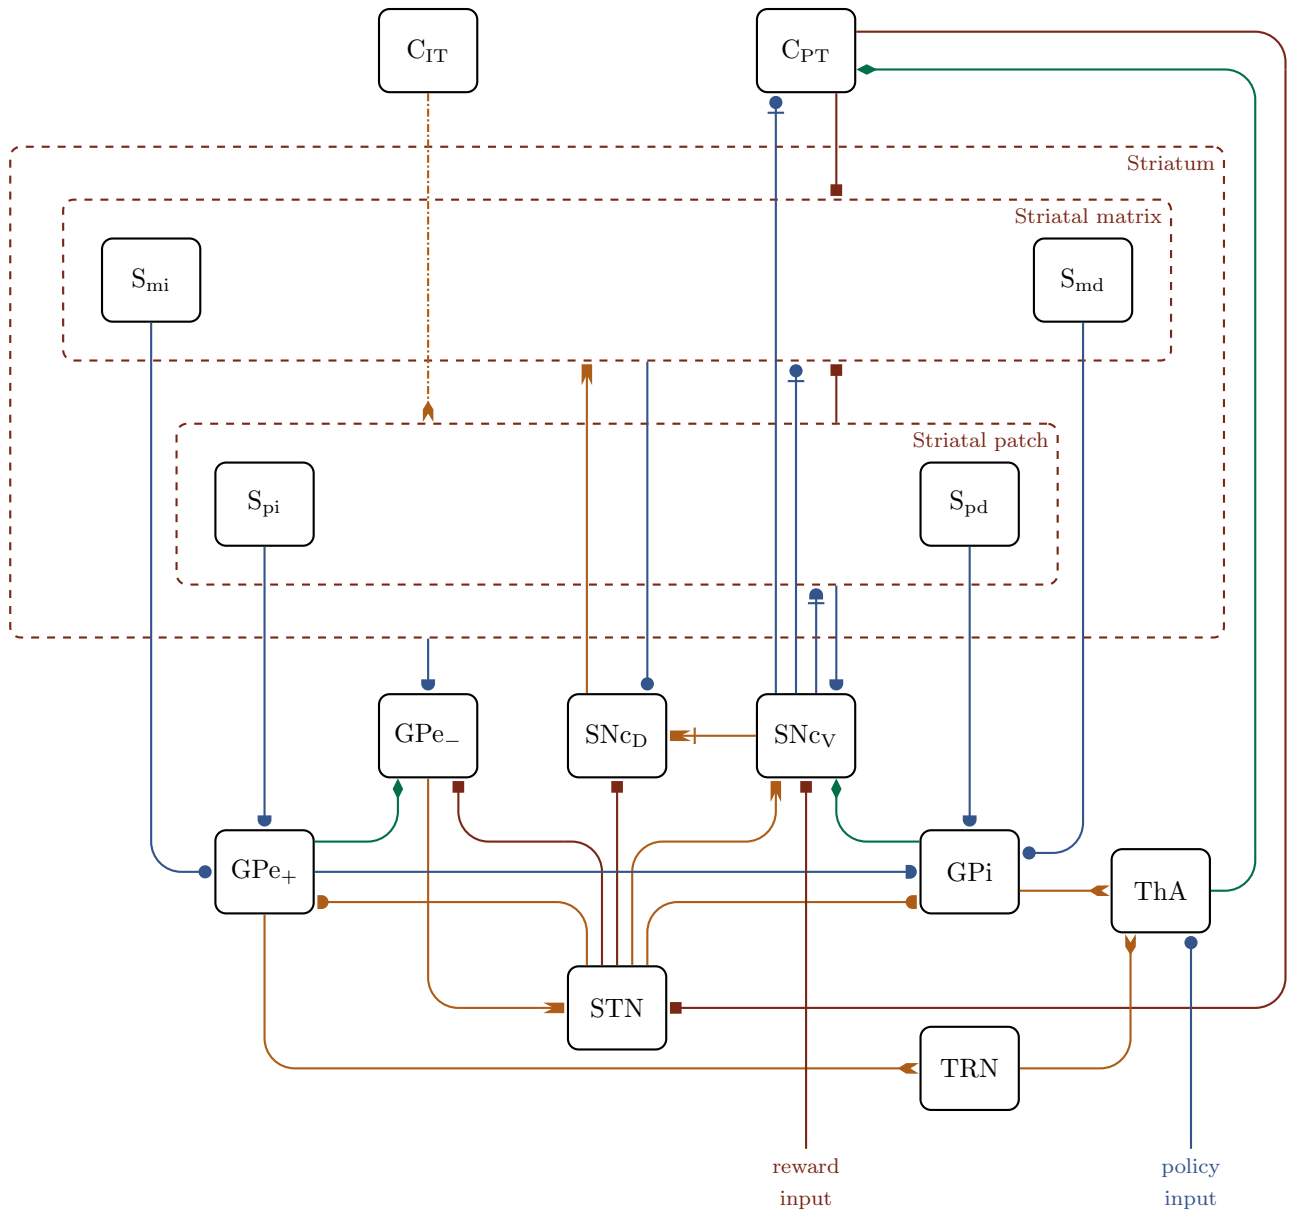 C_IT
C_PT
Striatum
Striatal matrix
S_mi
S_md
Striatal patch
S_pi
S_pd
GPe_−
SNc_D
SNc_V
GPe_+
GPi
ThA
STN
TRN
reward
input
policy
input